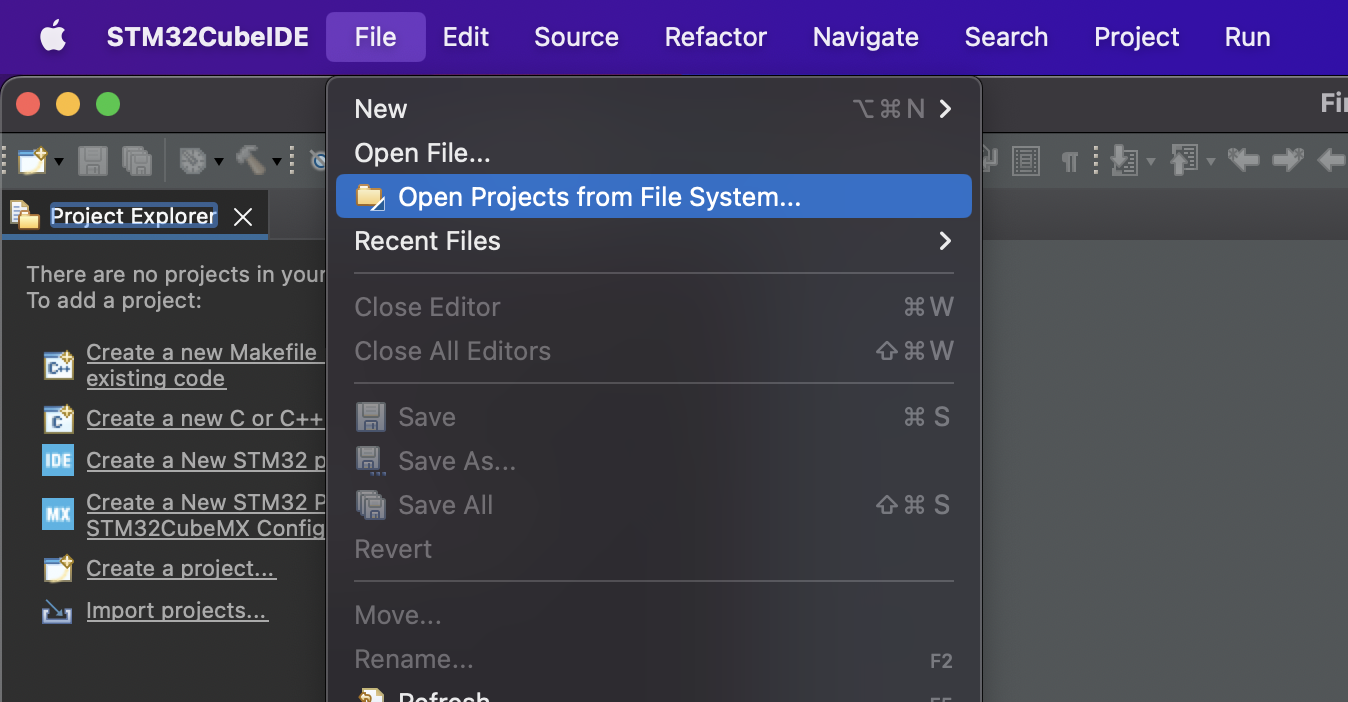 STM32CubeIDE File Edit Source Refactor Navigate Search Project Run
New ⌥⌘N
Open File...
Open Projects from File System...
Recent Files
Close Editor ⌘W
Close All Editors ⇧⌘W
Save ⌘S
Save As...
Save All ⇧⌘S
Revert
Move...
Rename... F2
Refresh F5
Project Explorer
There are no projects in your
To add a project:
Create a new Makefile
existing code
Create a new C or C++
IDE Create a New STM32 p
MX Create a New STM32 P
STM32CubeMX Config
Create a project...
Import projects...
C++
C